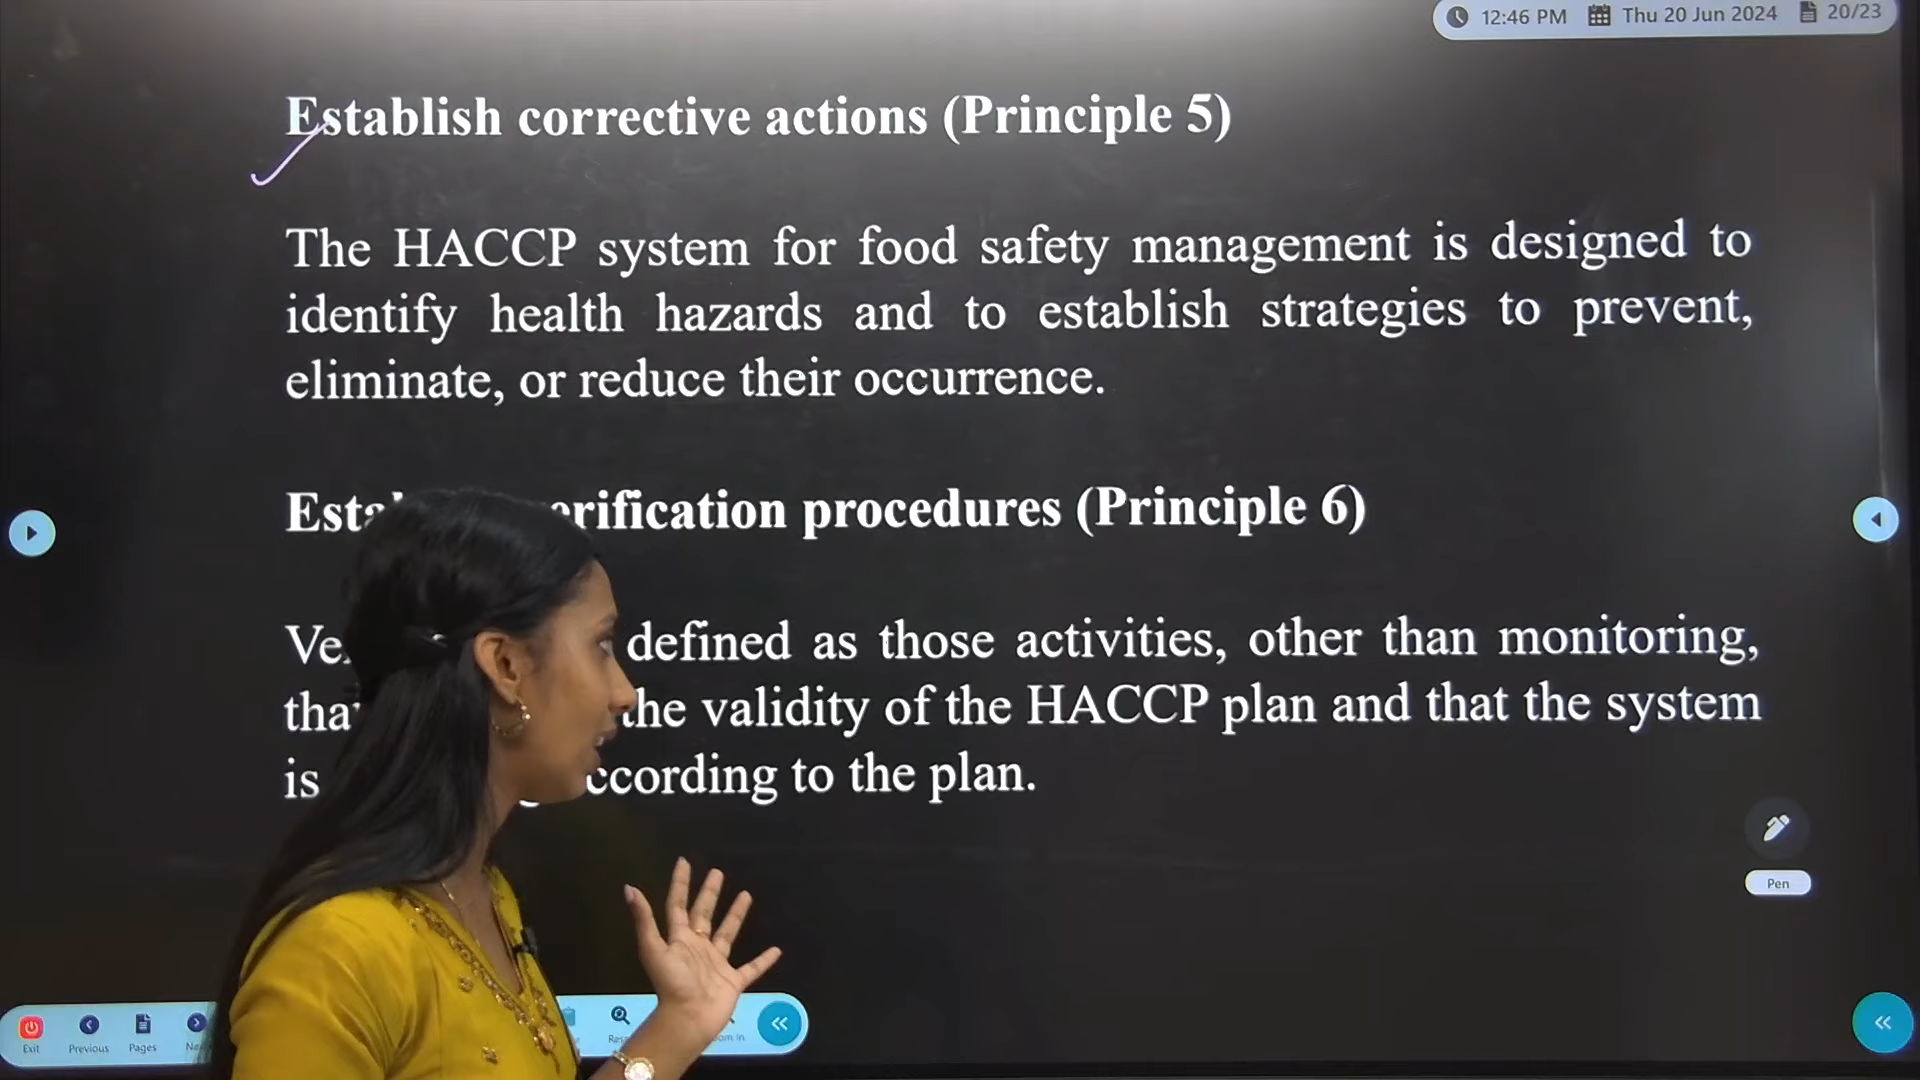 12:46 PM Thu 20 Jun 2024 20/23
Establish corrective actions (Principle 5)
The HACCP system for food safety management is designed to
identify health hazards and to establish strategies to prevent,
eliminate, or reduce their occurrence.
procedures (Principle 6)
defined as those activities, other than monitoring,
the validity of the HACCP plan and that the system
is according to the plan.
Pen
Exit Previous Pages